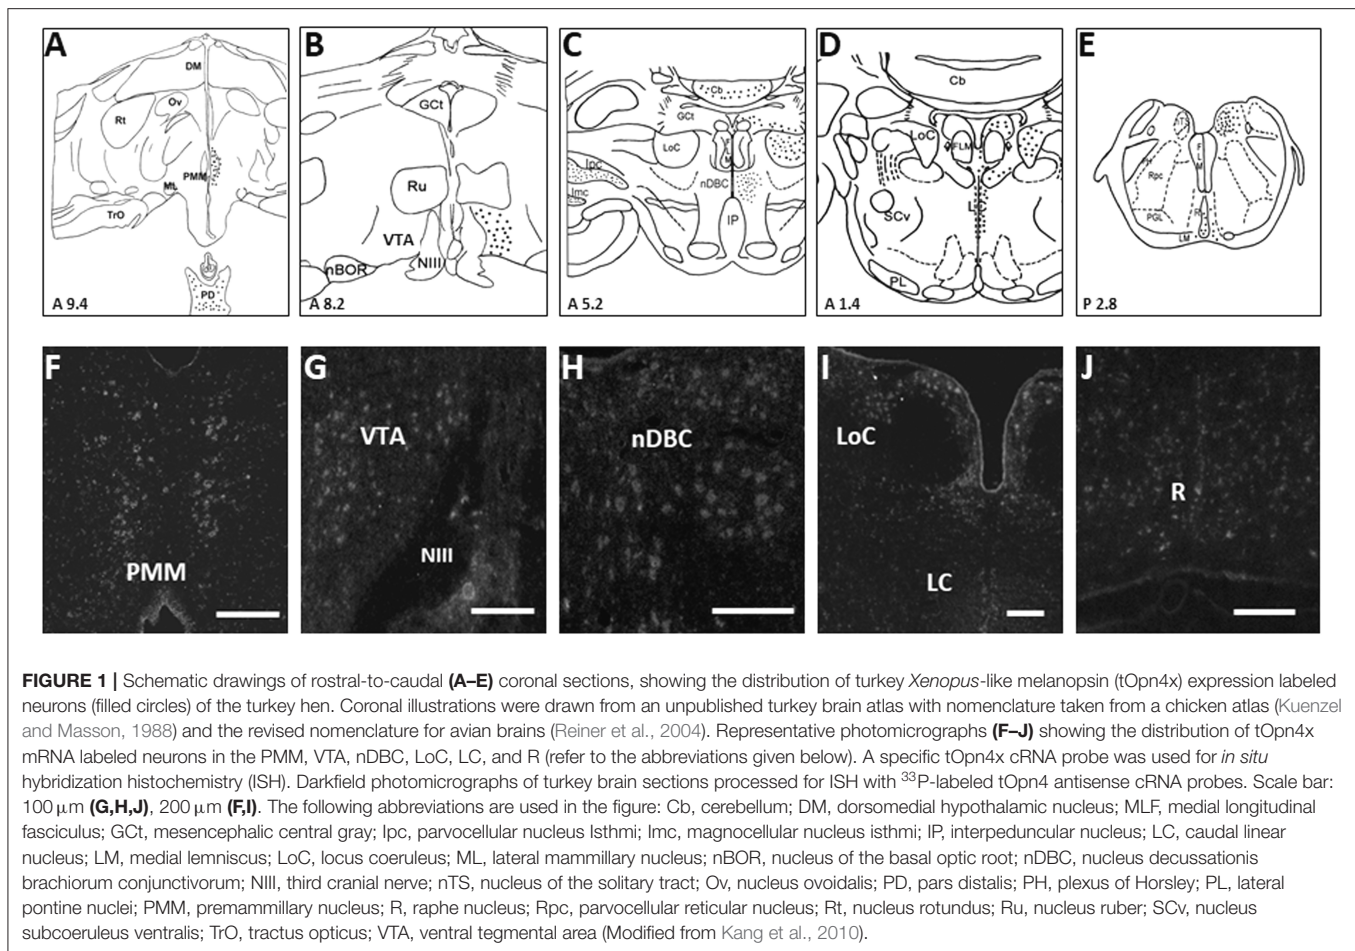 A
DM
Ov
Rt
PMM
ML
TrO
PD
A 9.4
B
GCt
Ru
VTA
nBOR
NIII
A 8.2
C
Cb
GCt
LoC
Ipc
Imc
nDBC
IP
A 5.2
D
Cb
LoC
FLM
SCv
PL
A 1.4
E
nTS
F
L
M
PH
Rpc
PGL
R
LM
P 2.8
F
PMM
G
VTA
NIII
H
nDBC
I
LoC
LC
J
R
FIGURE 1 | Schematic drawings of rostral-to-caudal (A–E) coronal sections, showing the distribution of turkey Xenopus-like melanopsin (tOpn4x) expression labeled
neurons (filled circles) of the turkey hen. Coronal illustrations were drawn from an unpublished turkey brain atlas with nomenclature taken from a chicken atlas (Kuenzel
and Masson, 1988) and the revised nomenclature for avian brains (Reiner et al., 2004). Representative photomicrographs (F–J) showing the distribution of tOpn4x
mRNA labeled neurons in the PMM, VTA, nDBC, LoC, LC, and R (refer to the abbreviations given below). A specific tOpn4x cRNA probe was used for in situ
hybridization histochemistry (ISH). Darkfield photomicrographs of turkey brain sections processed for ISH with ³³P-labeled tOpn4 antisense cRNA probes. Scale bar:
100 μm (G,H,J), 200 μm (F,I). The following abbreviations are used in the figure: Cb, cerebellum; DM, dorsomedial hypothalamic nucleus; MLF, medial longitudinal
fasciculus; GCt, mesencephalic central gray; Ipc, parvocellular nucleus Isthmi; Imc, magnocellular nucleus isthmi; IP, interpeduncular nucleus; LC, caudal linear
nucleus; LM, medial lemniscus; LoC, locus coeruleus; ML, lateral mammillary nucleus; nBOR, nucleus of the basal optic root; nDBC, nucleus decussationis
brachiorum conjunctivorum; NIII, third cranial nerve; nTS, nucleus of the solitary tract; Ov, nucleus ovoidalis; PD, pars distalis; PH, plexus of Horsley; PL, lateral
pontine nuclei; PMM, premammillary nucleus; R, raphe nucleus; Rpc, parvocellular reticular nucleus; Rt, nucleus rotundus; Ru, nucleus ruber; SCv, nucleus
subcoeruleus ventralis; TrO, tractus opticus; VTA, ventral tegmental area (Modified from Kang et al., 2010).